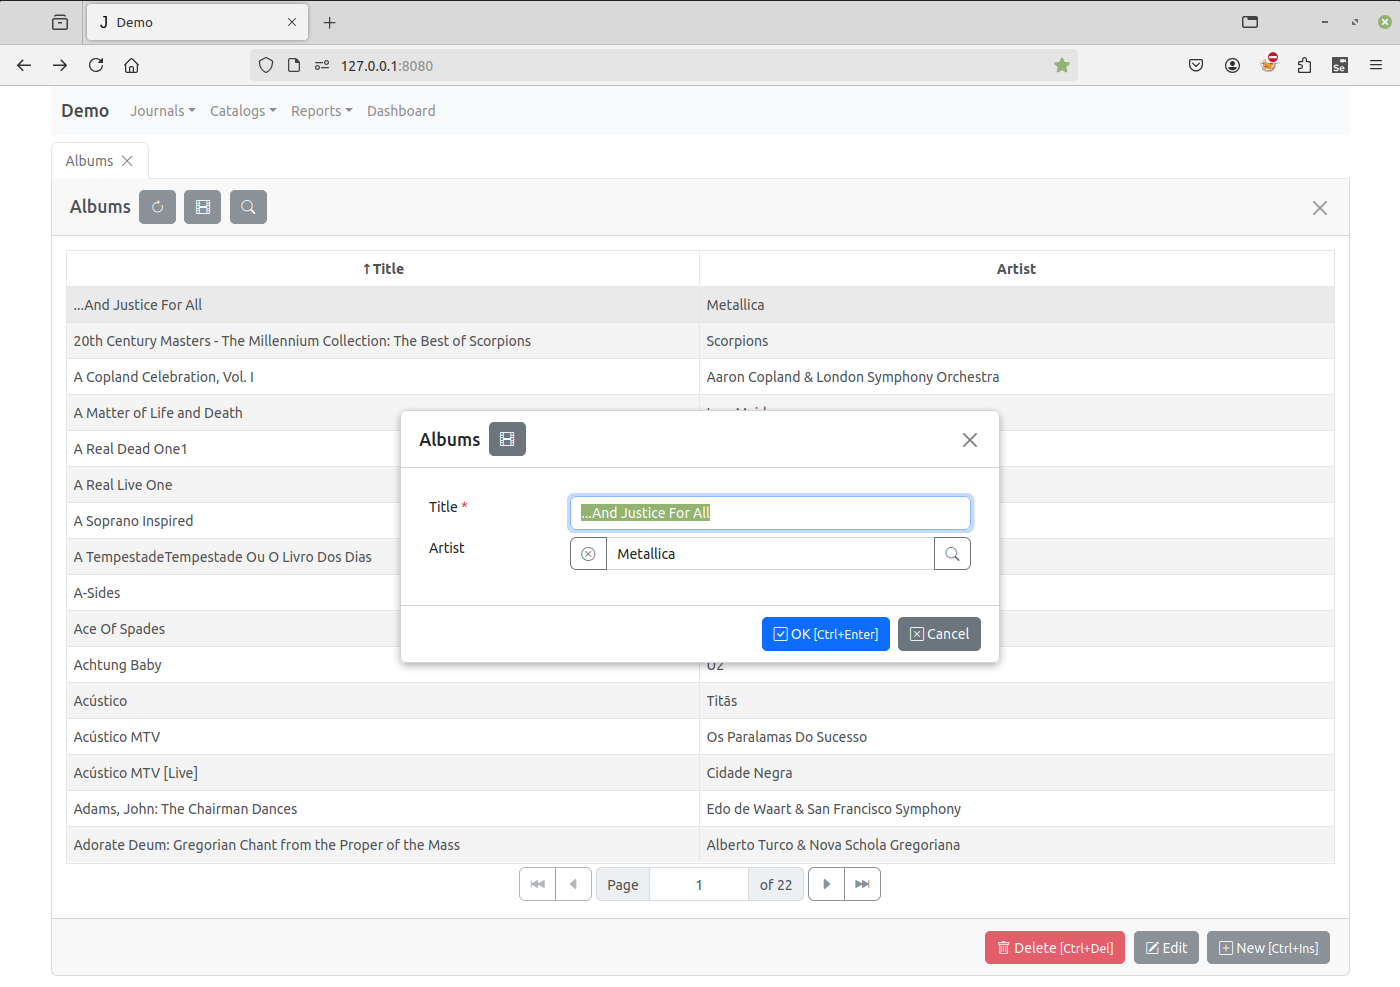 J Demo
127.0.0.1:8080
Se
Demo Journals Catalogs Reports Dashboard
Albums
Albums
↑Title Artist
...And Justice For All Metallica
20th Century Masters - The Millennium Collection: The Best of Scorpions Scorpions
A Copland Celebration, Vol. I Aaron Copland & London Symphony Orchestra
A Matter of Life and Death
A Real Dead One1
A Real Live One
A Soprano Inspired
A TempestadeTempestade Ou O Livro Dos Dias
A-Sides
Ace Of Spades
Achtung Baby U2
Acústico Titãs
Acústico MTV Os Paralamas Do Sucesso
Acústico MTV [Live] Cidade Negra
Adams, John: The Chairman Dances Edo de Waart & San Francisco Symphony
Adorate Deum: Gregorian Chant from the Proper of the Mass Alberto Turco & Nova Schola Gregoriana
Albums
Title *
...And Justice For All
Artist
Metallica
OK [Ctrl+Enter] Cancel
Page 1 of 22
Delete [Ctrl+Del] Edit New [Ctrl+Ins]